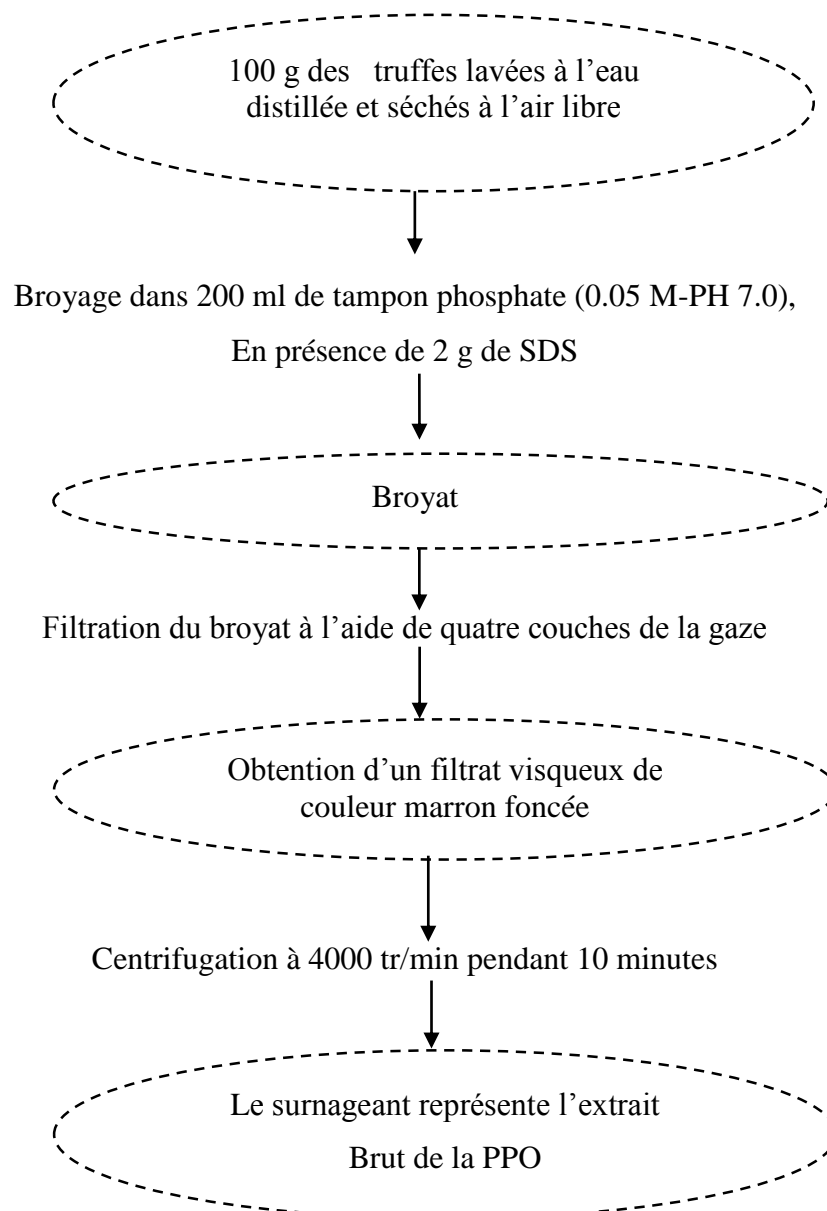 100 g des truffes lavées à l’eau
distillée et séchés à l’air libre
Broyage dans 200 ml de tampon phosphate (0.05 M-PH 7.0),
En présence de 2 g de SDS
Broyat
Filtration du broyat à l’aide de quatre couches de la gaze
Obtention d’un filtrat visqueux de
couleur marron foncée
Centrifugation à 4000 tr/min pendant 10 minutes
Le surnageant représente l’extrait
Brut de la PPO